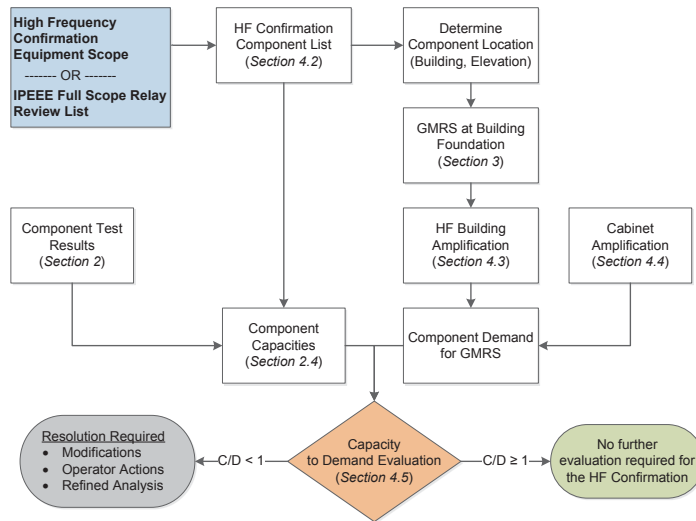 High Frequency
Confirmation
Equipment Scope
------- OR -------
IPEEE Full Scope Relay
Review List
HF Confirmation
Component List
(Section 4.2)
Determine
Component Location
(Building, Elevation)
GMRS at Building
Foundation
(Section 3)
Component Test
Results
(Section 2)
HF Building
Amplification
(Section 4.3)
Cabinet
Amplification
(Section 4.4)
Component
Capacities
(Section 2.4)
Component Demand
for GMRS
Resolution Required
• Modifications
• Operator Actions
• Refined Analysis
C/D < 1
Capacity
to Demand Evaluation
(Section 4.5)
C/D ≥ 1
No further
evaluation required for
the HF Confirmation